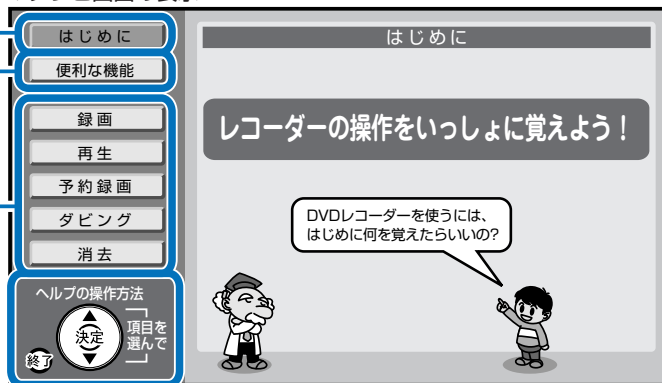 はじめに
便利な機能
録画
再生
予約録画
ダビング
消去
ヘルプの操作方法
決定
項目を
選んで
終了
はじめに
レコーダーの操作をいっしょに覚えよう!
DVDレコーダーを使うには、
はじめに何を覚えたらいいの?